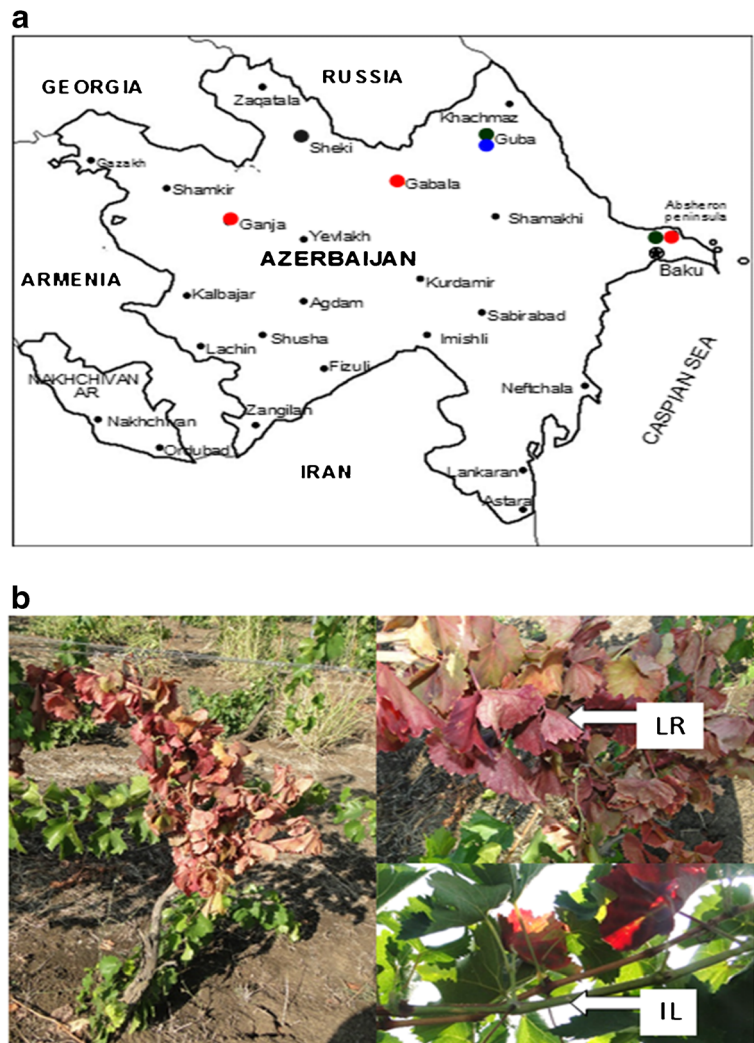 a
RUSSIA
GEORGIA
Zaqatala
Khachmaz
Guba
Sheki
Gazakh
Gabala
Shamkir
Absheron
peninsula
Shamakhi
Ganja
Yevlakh
AZERBAIJAN
Baku
ARMENIA
Kurdamir
Kalbajar
Agdam
Sabirabad
Shusha
Imishli
Lachin
Fizuli
NAKHCHIVAN
AR
Neftchala
CASPIAN SEA
Zangilan
Nakhchivan
Ordubad
IRAN
Lankaran
Astara
b
LR
IL